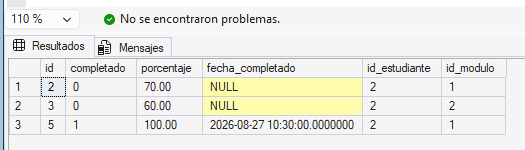 110 % No se encontraron problemas.
Resultados Mensajes
id completado porcentaje fecha_completado id_estudiante id_modulo
1 2 0 70.00 NULL 2 1
2 3 0 60.00 NULL 2 2
3 5 1 100.00 2026-08-27 10:30:00.0000000 2 1